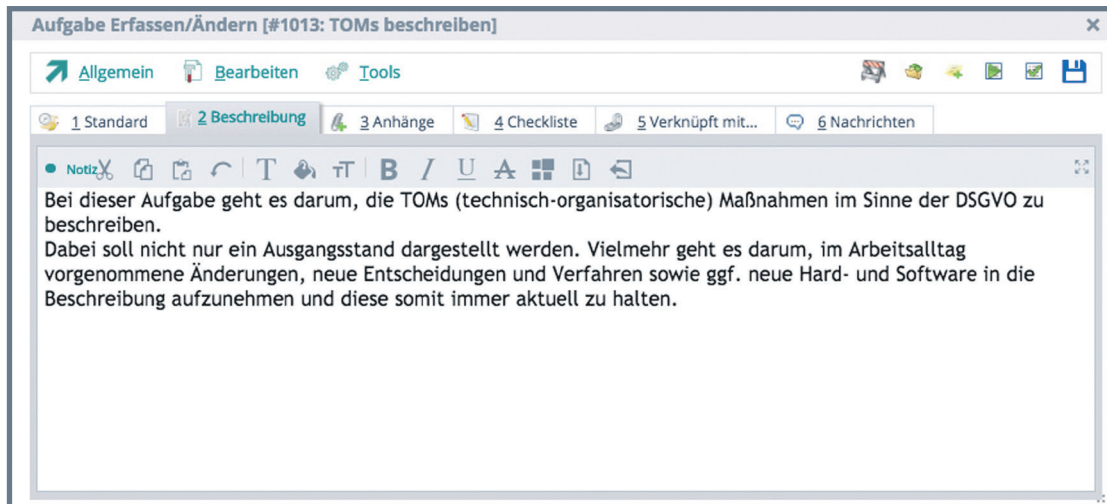 Aufgabe Erfassen/Ändern [#1013: TOMs beschreiben]
Allgemein Bearbeiten Tools
1 Standard 2 Beschreibung 3 Anhänge 4 Checkliste 5 Verknüpft mit... 6 Nachrichten
Notiz T TT B I U A
Bei dieser Aufgabe geht es darum, die TOMs (technisch-organisatorische) Maßnahmen im Sinne der DSGVO zu
beschreiben.
Dabei soll nicht nur ein Ausgangsstand dargestellt werden. Vielmehr geht es darum, im Arbeitsalltag
vorgenommene Änderungen, neue Entscheidungen und Verfahren sowie ggf. neue Hard- und Software in die
Beschreibung aufzunehmen und diese somit immer aktuell zu halten.